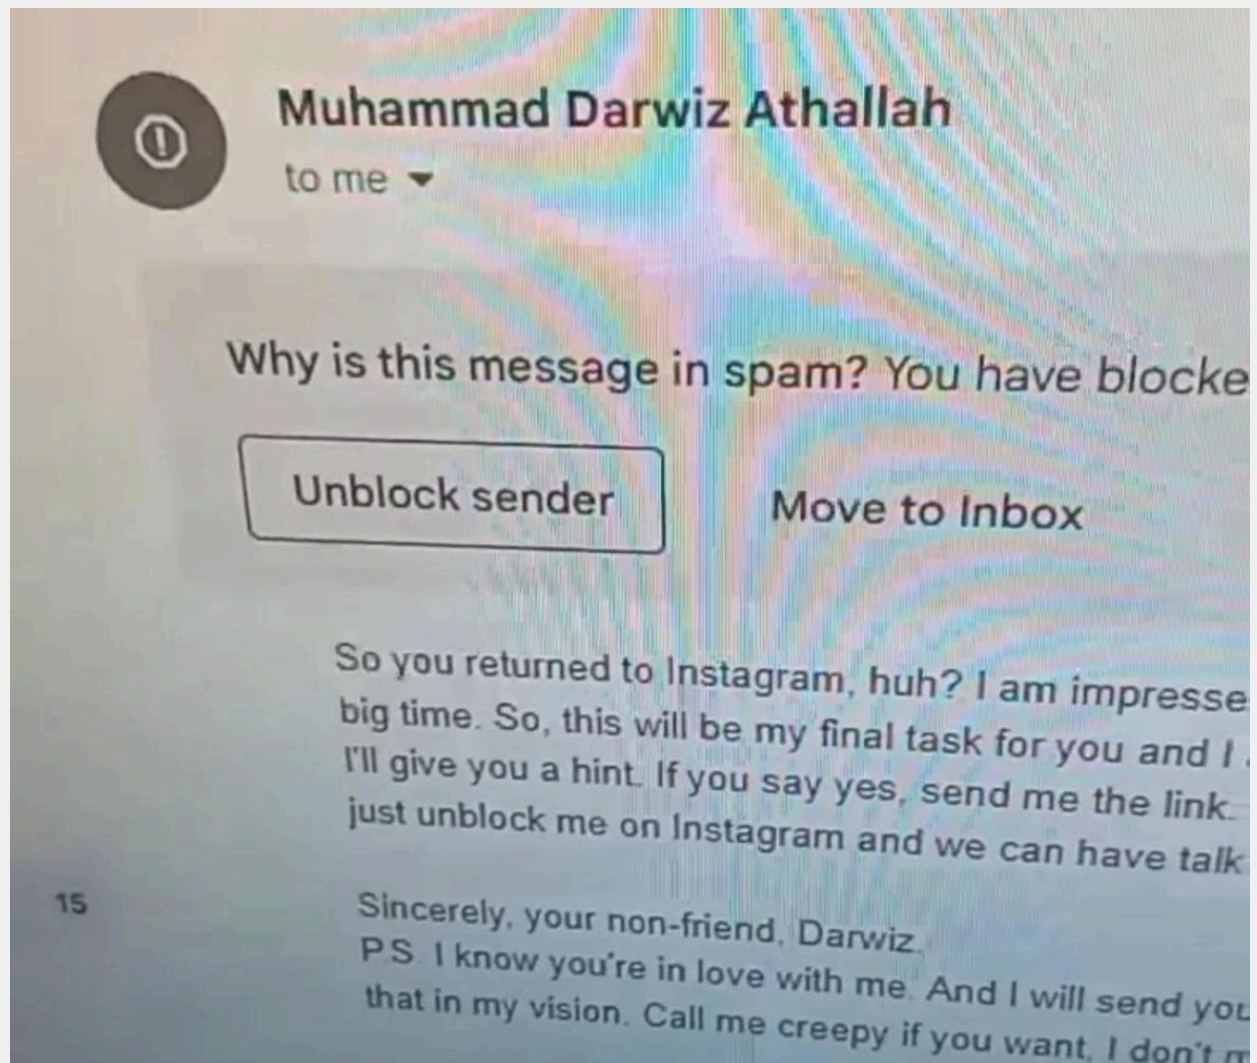 Muhammad Darwiz Athallah
to me
Why is this message in spam? You have blocke
Unblock sender
Move to Inbox
So you returned to Instagram, huh? I am impresse
big time. So, this will be my final task for you and I
I'll give you a hint. If you say yes, send me the link.
just unblock me on Instagram and we can have talk
15
Sincerely, your non-friend, Darwiz.
P.S. I know you're in love with me. And I will send you
that in my vision. Call me creepy if you want, I don't